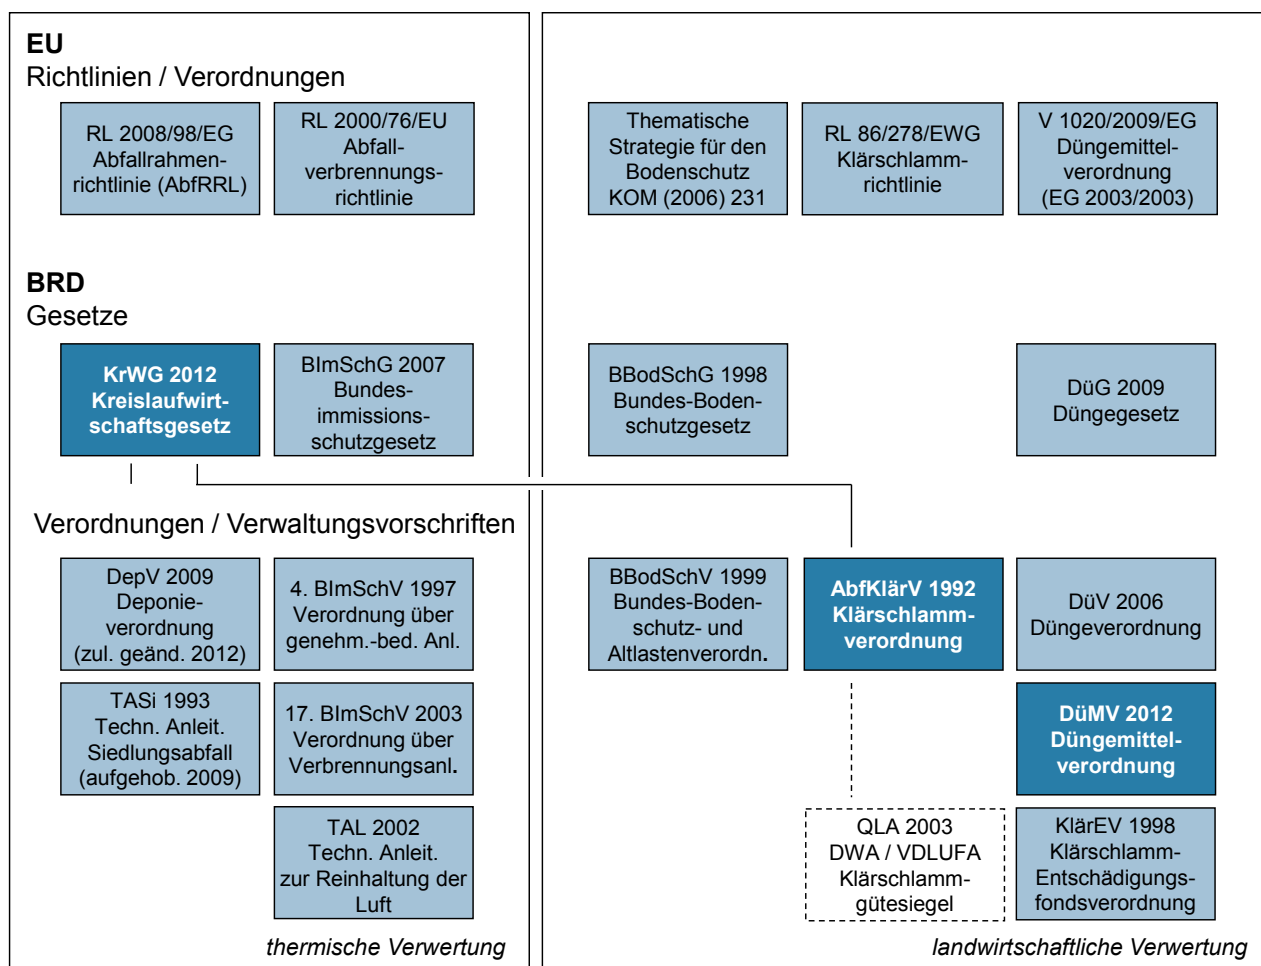 EU
Richtlinien / Verordnungen
RL 2008/98/EG
Abfallrahmen-
richtlinie (AbfRRL)
RL 2000/76/EU
Abfall-
verbrennungs-
richtlinie
Thematische
Strategie für den
Bodenschutz
KOM (2006) 231
RL 86/278/EWG
Klärschlamm-
richtlinie
V 1020/2009/EG
Düngemittel-
verordnung
(EG 2003/2003)
BRD
Gesetze
KrWG 2012
Kreislaufwirt-
schaftsgesetz
BImSchG 2007
Bundes-
immissions-
schutzgesetz
BBodSchG 1998
Bundes-Boden-
schutzgesetz
DüG 2009
Düngegesetz
Verordnungen / Verwaltungsvorschriften
DepV 2009
Deponie-
verordnung
(zul. geänd. 2012)
4. BImSchV 1997
Verordnung über
genehm.-bed. Anl.
BBodSchV 1999
Bundes-Boden-
schutz- und
Altlastenverordn.
AbfKlärV 1992
Klärschlamm-
verordnung
DüV 2006
Düngeverordnung
TASi 1993
Techn. Anleit.
Siedlungsabfall
(aufgehob. 2009)
17. BImSchV 2003
Verordnung über
Verbrennungsanl.
DüMV 2012
Düngemittel-
verordnung
TAL 2002
Techn. Anleit.
zur Reinhaltung der
Luft
QLA 2003
DWA / VDLUFA
Klärschlamm-
gütesiegel
KlärEV 1998
Klärschlamm-
Entschädigungs-
fondsverordnung
thermische Verwertung
landwirtschaftliche Verwertung